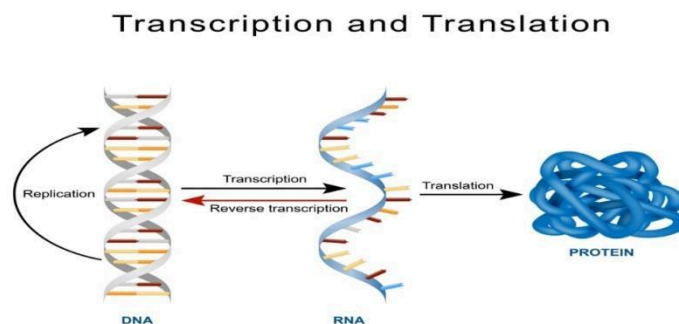 Transcription and Translation
Replication
Transcription
Reverse transcription
Translation
PROTEIN
DNA
RNA